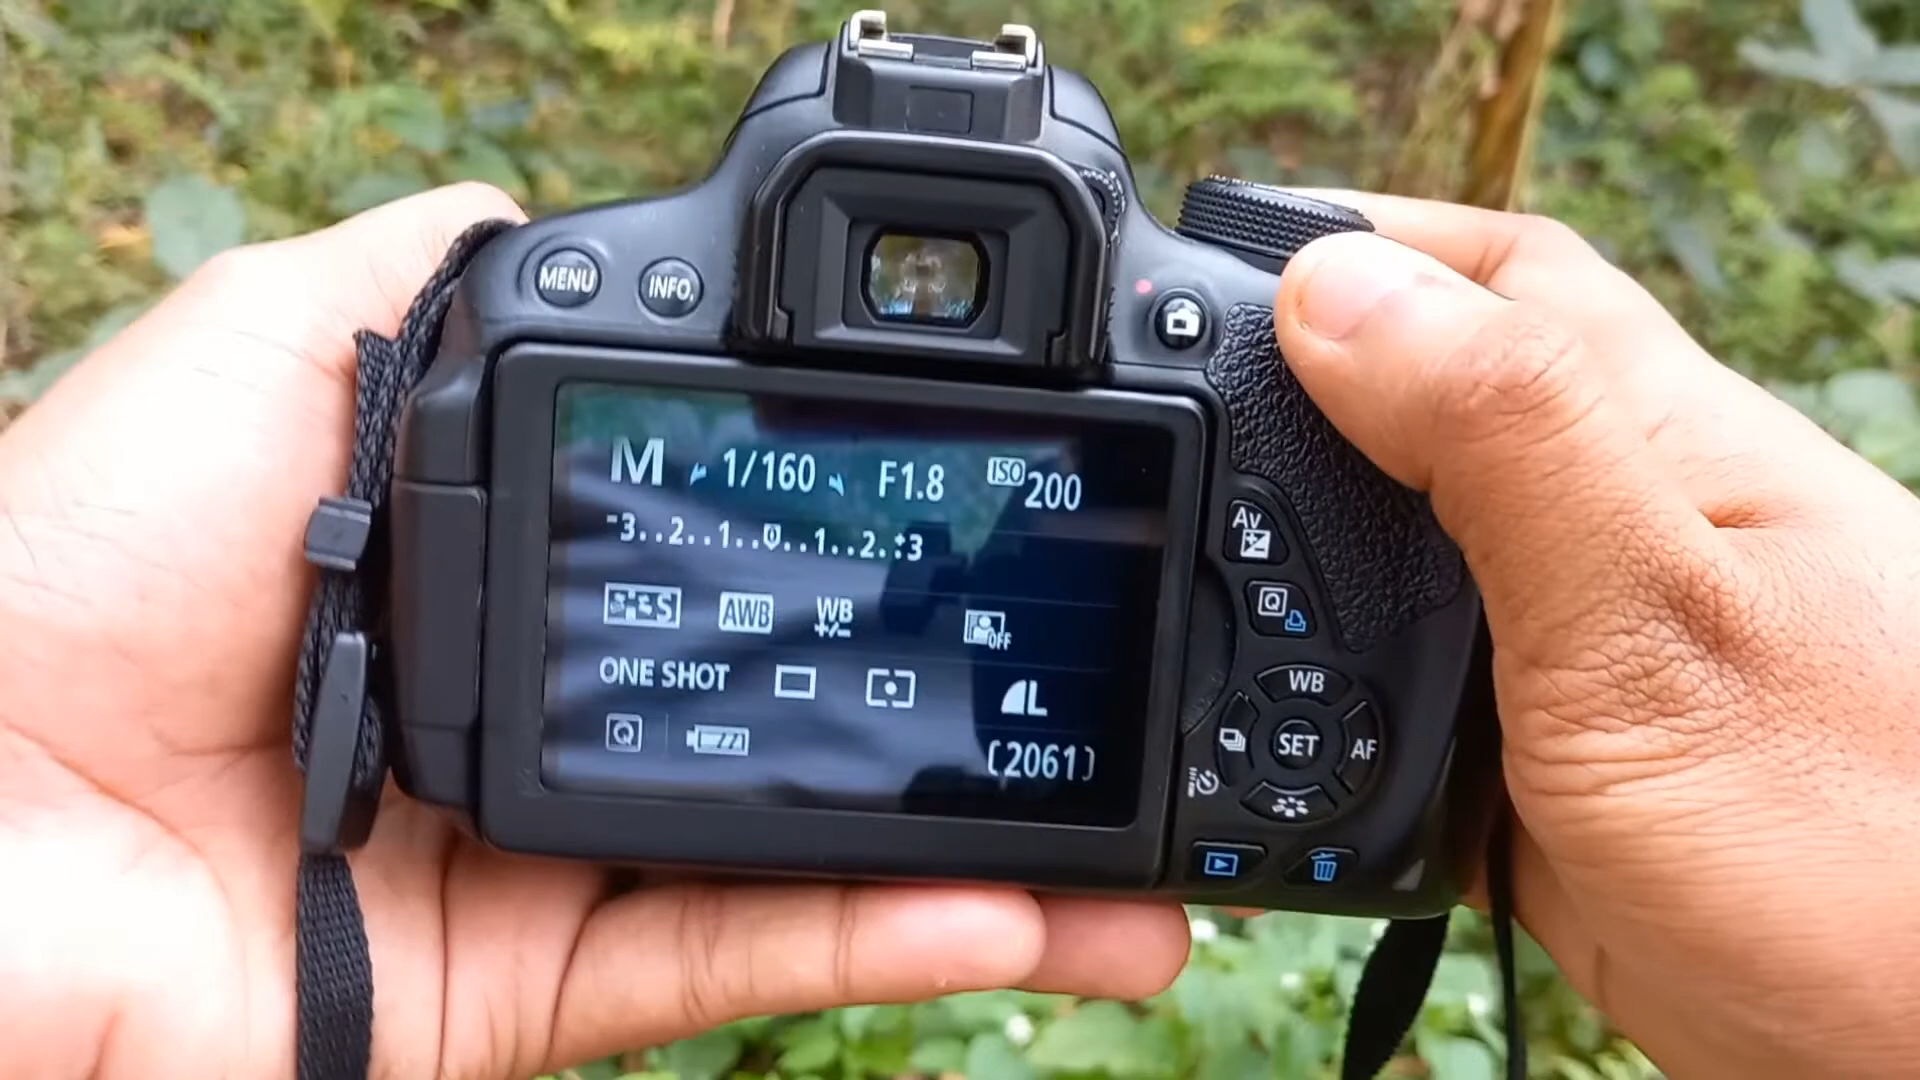 MENU
INFO.
M 1/160 F1.8 ISO 200
-3..2..1..0..1..2.:+3
S AWB WB +/- OFF
ONE SHOT L
Q [2061]
Av
Q
WB
SET
AF